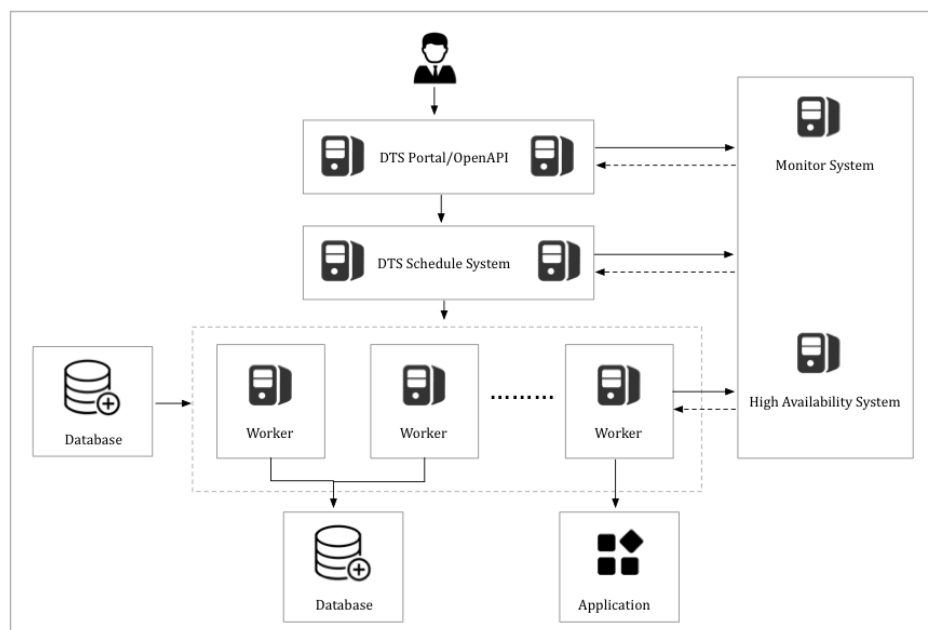 DTS Portal/OpenAPI
Monitor System
DTS Schedule System
High Availability System
Database
Worker
Worker
.........
Worker
Database
Application